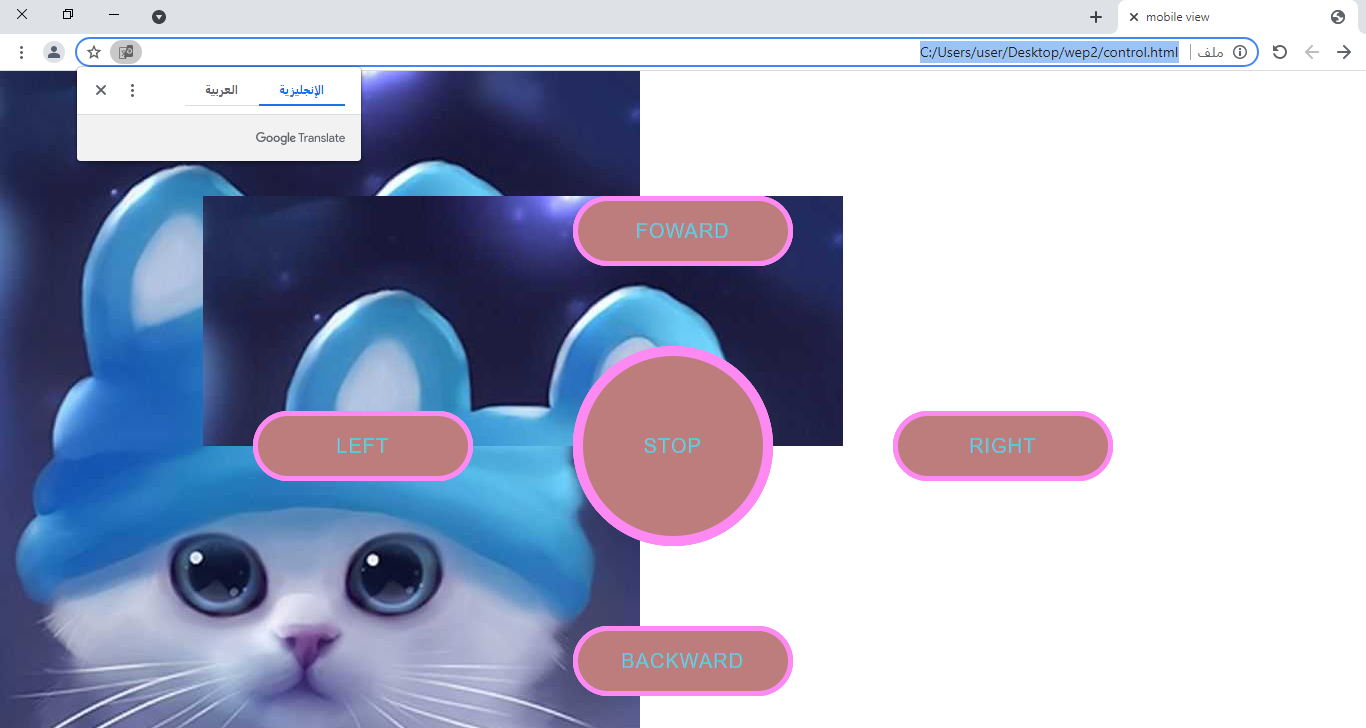 mobile view
ملف
C:/Users/user/Desktop/wep2/control.html
الإنجليزية
العربية
Google Translate
FOWARD
LEFT
STOP
RIGHT
BACKWARD